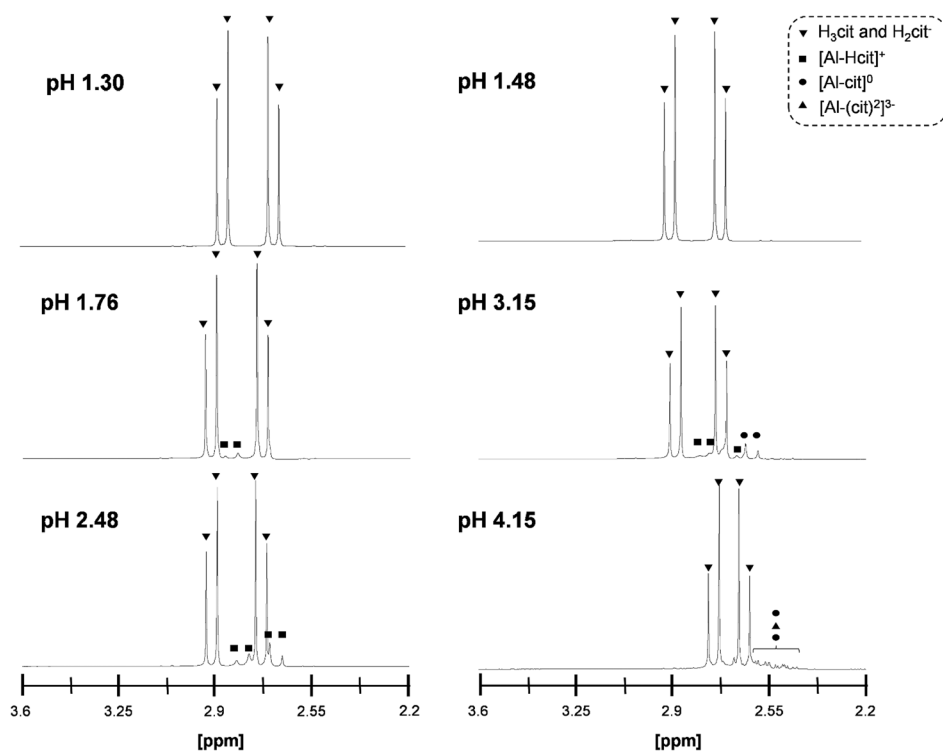 pH 1.30
pH 1.48
▼ H₃cit and H₂cit⁻
■ [Al-Hcit]⁺
● [Al-cit]⁰
▲ [Al-(cit)²]³⁻
pH 1.76
pH 3.15
pH 2.48
pH 4.15
3.6 3.25 2.9 2.55 2.2
[ppm]
3.6 3.25 2.9 2.55 2.2
[ppm]